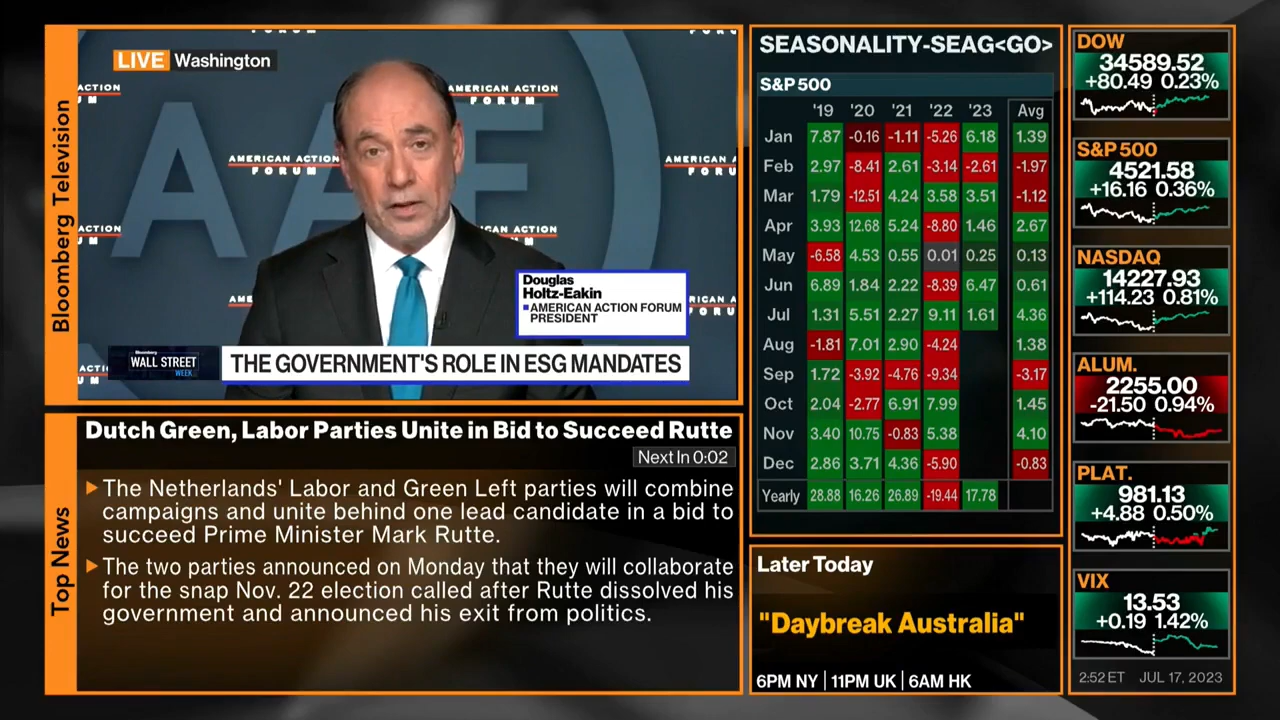 Bloomberg Television
LIVE Washington
AMERICAN ACTION
FORUM
AMERICAN ACTION
FORUM
AMERICAN ACTION
FORUM
AAF
Douglas
Holtz-Eakin
AMERICAN ACTION FORUM
PRESIDENT
Bloomberg
WALL STREET
WEEK
THE GOVERNMENT'S ROLE IN ESG MANDATES
Top News
Dutch Green, Labor Parties Unite in Bid to Succeed Rutte
Next In 0:02
The Netherlands' Labor and Green Left parties will combine
campaigns and unite behind one lead candidate in a bid to
succeed Prime Minister Mark Rutte.
The two parties announced on Monday that they will collaborate
for the snap Nov. 22 election called after Rutte dissolved his
government and announced his exit from politics.
SEASONALITY-SEAG<GO>
S&P 500
'19 '20 '21 '22 '23 Avg
Jan 7.87 -0.16 -1.11 -5.26 6.18 1.39
Feb 2.97 -8.41 2.61 -3.14 -2.61 -1.97
Mar 1.79 -12.51 4.24 3.58 3.51 -1.12
Apr 3.93 12.68 5.24 -8.80 1.46 2.67
May -6.58 4.53 0.55 0.01 0.25 0.13
Jun 6.89 1.84 2.22 -8.39 6.47 0.61
Jul 1.31 5.51 2.27 9.11 1.61 4.36
Aug -1.81 7.01 2.90 -4.24 1.38
Sep 1.72 -3.92 -4.76 -9.34 -3.17
Oct 2.04 -2.77 6.91 7.99 1.45
Nov 3.40 10.75 -0.83 5.38 4.10
Dec 2.86 3.71 4.36 -5.90 -0.83
Yearly 28.88 16.26 26.89 -19.44 17.78
Later Today
"Daybreak Australia"
6PM NY | 11PM UK | 6AM HK
DOW
34589.52
+80.49 0.23%
S&P 500
4521.58
+16.16 0.36%
NASDAQ
14227.93
+114.23 0.81%
ALUM.
2255.00
-21.50 0.94%
PLAT.
981.13
+4.88 0.50%
VIX
13.53
+0.19 1.42%
2:52 ET JUL 17, 2023